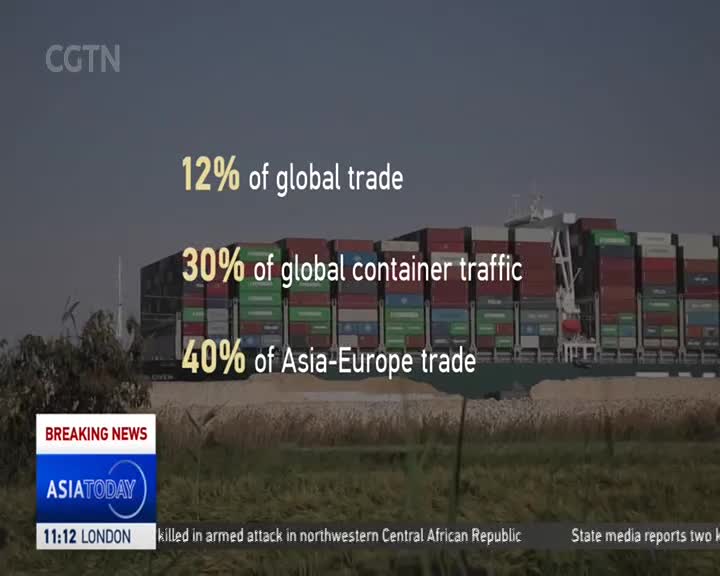 CGTN
12% of global trade
30% of global container traffic
40% of Asia-Europe trade
BREAKING NEWS
ASIATODAY
11:12 LONDON
killed in armed attack in northwestern Central African Republic State media reports two k